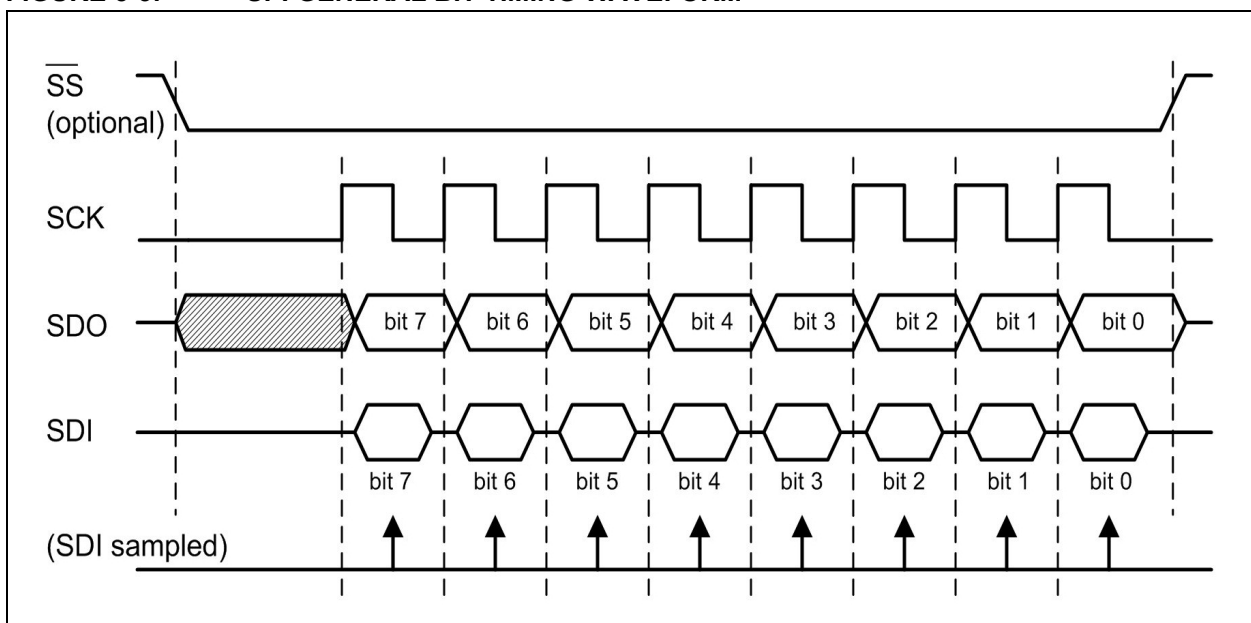 SS
(optional)
SCK
SDO
bit 7 bit 6 bit 5 bit 4 bit 3 bit 2 bit 1 bit 0
SDI
bit 7 bit 6 bit 5 bit 4 bit 3 bit 2 bit 1 bit 0
(SDI sampled)